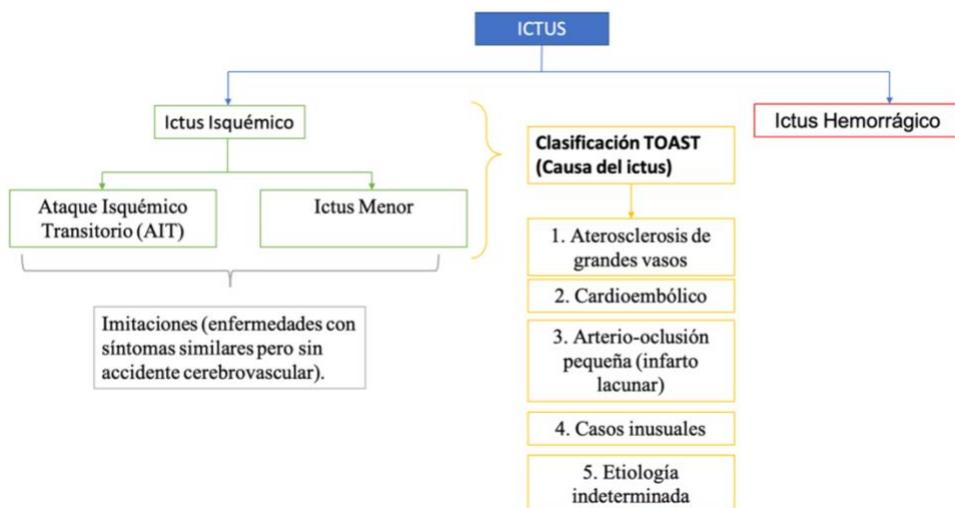 ICTUS
Ictus Isquémico
Ictus Hemorrágico
Clasificación TOAST
(Causa del ictus)
Ataque Isquémico
Transitorio (AIT)
Ictus Menor
1. Aterosclerosis de
grandes vasos
2. Cardioembólico
3. Arterio-oclusión
pequeña (infarto
lacunar)
4. Casos inusuales
5. Etiología
indeterminada
Imitaciones (enfermedades con
síntomas similares pero sin
accidente cerebrovascular).